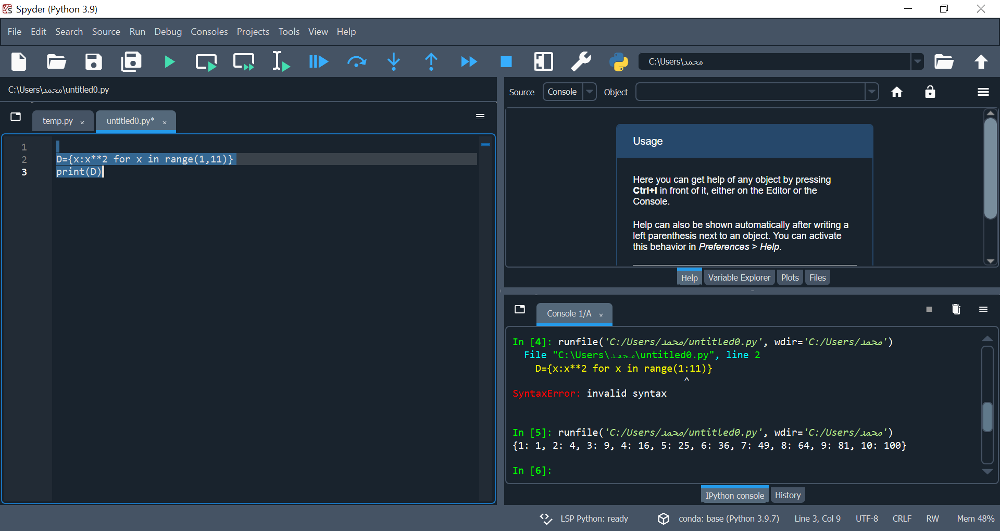 Spyder (Python 3.9)
File Edit Search Source Run Debug Consoles Projects Tools View Help
C:\Users\محمد
C:\Users\محمد\untitled0.py
Source Console Object
temp.py untitled0.py*
1
2 D={x:x**2 for x in range(1,11)}
3 print(D)
Usage
Here you can get help of any object by pressing
Ctrl+I in front of it, either on the Editor or the
Console.
Help can also be shown automatically after writing a
left parenthesis next to an object. You can activate
this behavior in Preferences > Help.
Help Variable Explorer Plots Files
Console 1/A
In [4]: runfile('C:/Users/محمد/untitled0.py', wdir='C:/Users/محمد')
File "C:\Users\محمد\untitled0.py", line 2
D={x:x**2 for x in range(1:11)}
^
SyntaxError: invalid syntax
In [5]: runfile('C:/Users/محمد/untitled0.py', wdir='C:/Users/محمد')
{1: 1, 2: 4, 3: 9, 4: 16, 5: 25, 6: 36, 7: 49, 8: 64, 9: 81, 10: 100}
In [6]:
IPython console History
LSP Python: ready conda: base (Python 3.9.7) Line 3, Col 9 UTF-8 CRLF RW Mem 48%